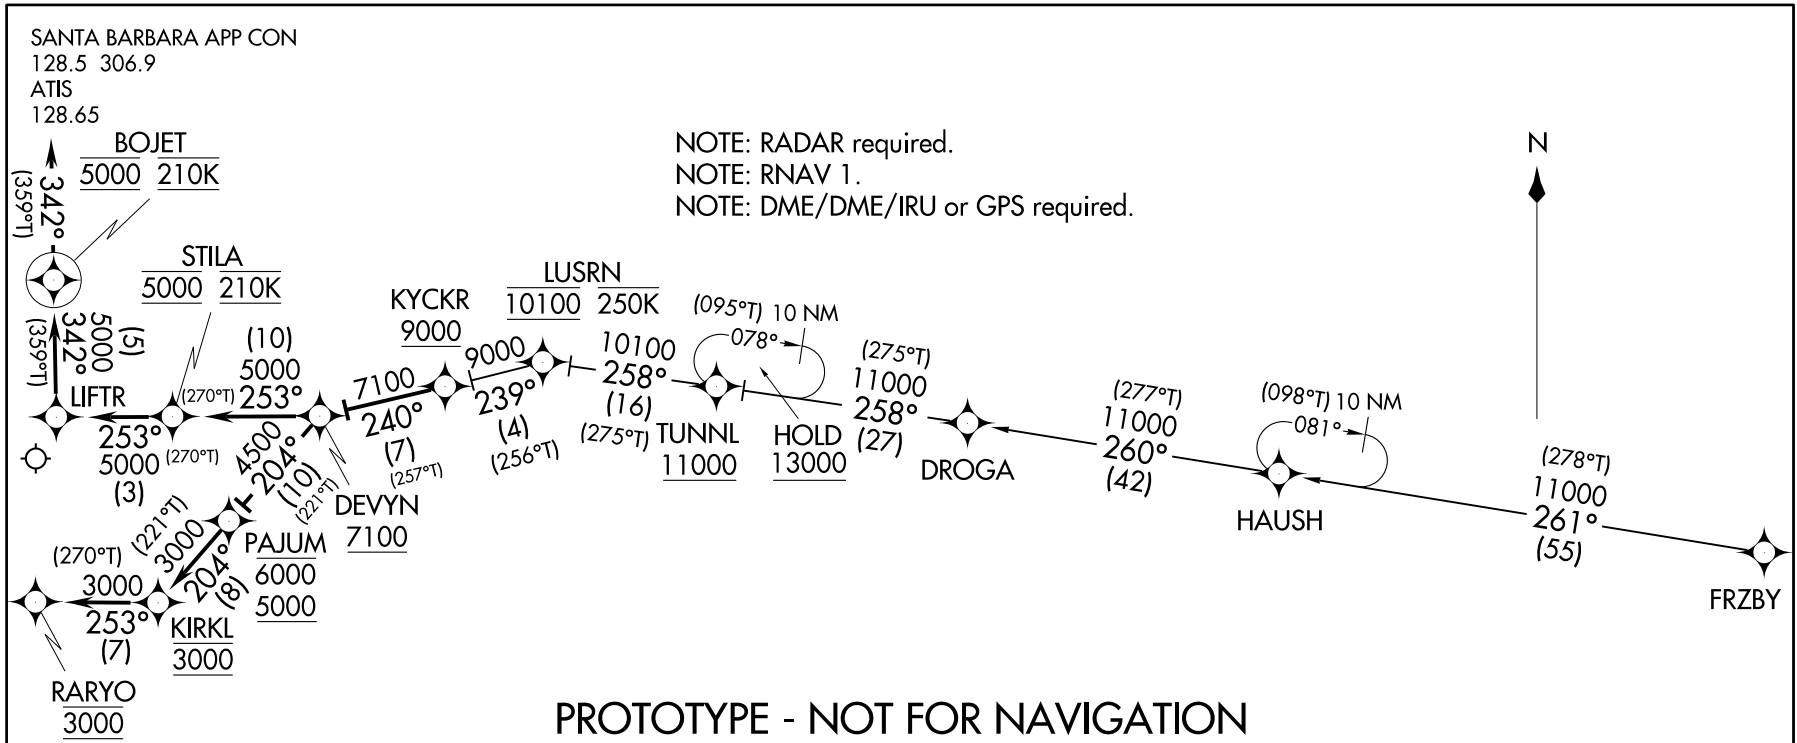 SANTA BARBARA APP CON
128.5 306.9
ATIS
128.65
NOTE: RADAR required.
NOTE: RNAV 1.
NOTE: DME/DME/IRU or GPS required.
N
BOJET
5000 210K
342°
(359°T)
STILA
5000 210K
5000
342°
(359°T)
(5)
LIFTR
(10)
5000
(270°T) 253°
253°
5000 (270°T)
(3)
KYCKR
9000
7100
240°
(7)
(257°T)
LUSRN
10100 250K
9000
239°
(4)
(256°T)
10100
258°
(16)
(275°T)
(095°T) 10 NM
078°
TUNNL
11000
HOLD
13000
(275°T)
11000
258°
(27)
DROGA
(277°T)
11000
260°
(42)
(098°T) 10 NM
081°
HAUSH
(278°T)
11000
261°
(55)
FRZBY
DEVYN
7100
4500
204°
(10)
(221°T)
PAJUM
6000
5000
(221°T)
3000
204°
(8)
KIRKL
3000
(270°T)
3000
253°
(7)
RARYO
3000
PROTOTYPE - NOT FOR NAVIGATION